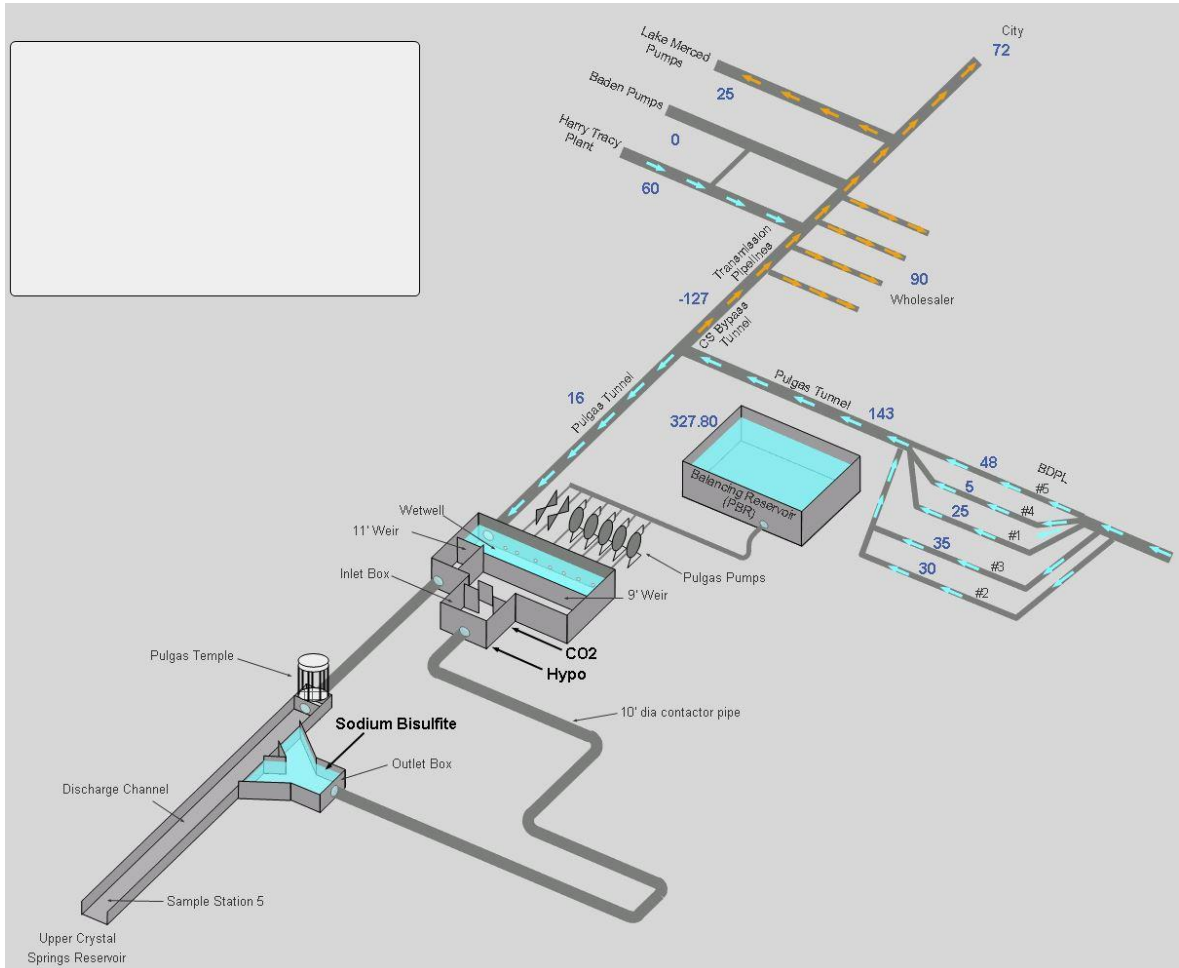 City
72
Lake Merced
Pumps
25
Baden Pumps
0
Harry Tracy
Plant
60
Transmission
Pipelines
90
Wholesaler
-127
CS Bypass
Tunnel
Pulgas Tunnel
16
Pulgas Tunnel
143
327.80
Balancing Reservoir
(PBR)
48
BDPL
#5
5
#4
25
#1
35
#3
30
#2
Wetwell
11' Weir
Inlet Box
Pulgas Pumps
9' Weir
CO2
Hypo
Pulgas Temple
10' dia contactor pipe
Sodium Bisulfite
Outlet Box
Discharge Channel
Sample Station 5
Upper Crystal
Springs Reservoir